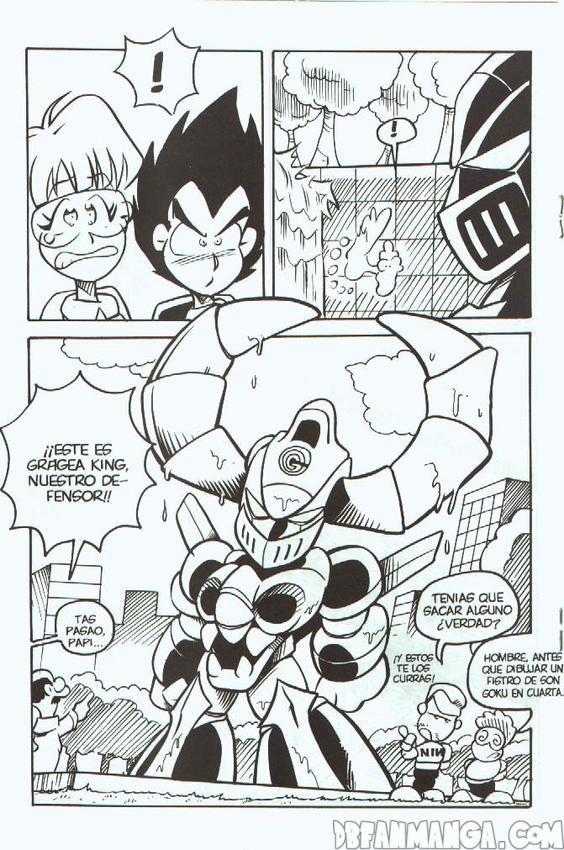 !
!
¡¡ESTE ES
GRAGEA KING,
NUESTRO DE-
FENSOR!!
G
TAS
PAGAO,
PAPI...
TENIAS QUE
SACAR ALGUNO
¿VERDAD?
¡Y ESTOS
TE LOS
CURRAS!
HOMBRE, ANTES
QUE DIBUJAR UN
FISTRO DE SON
GOKU EN CUARTA...
NIN
DBFANMANGA.COM